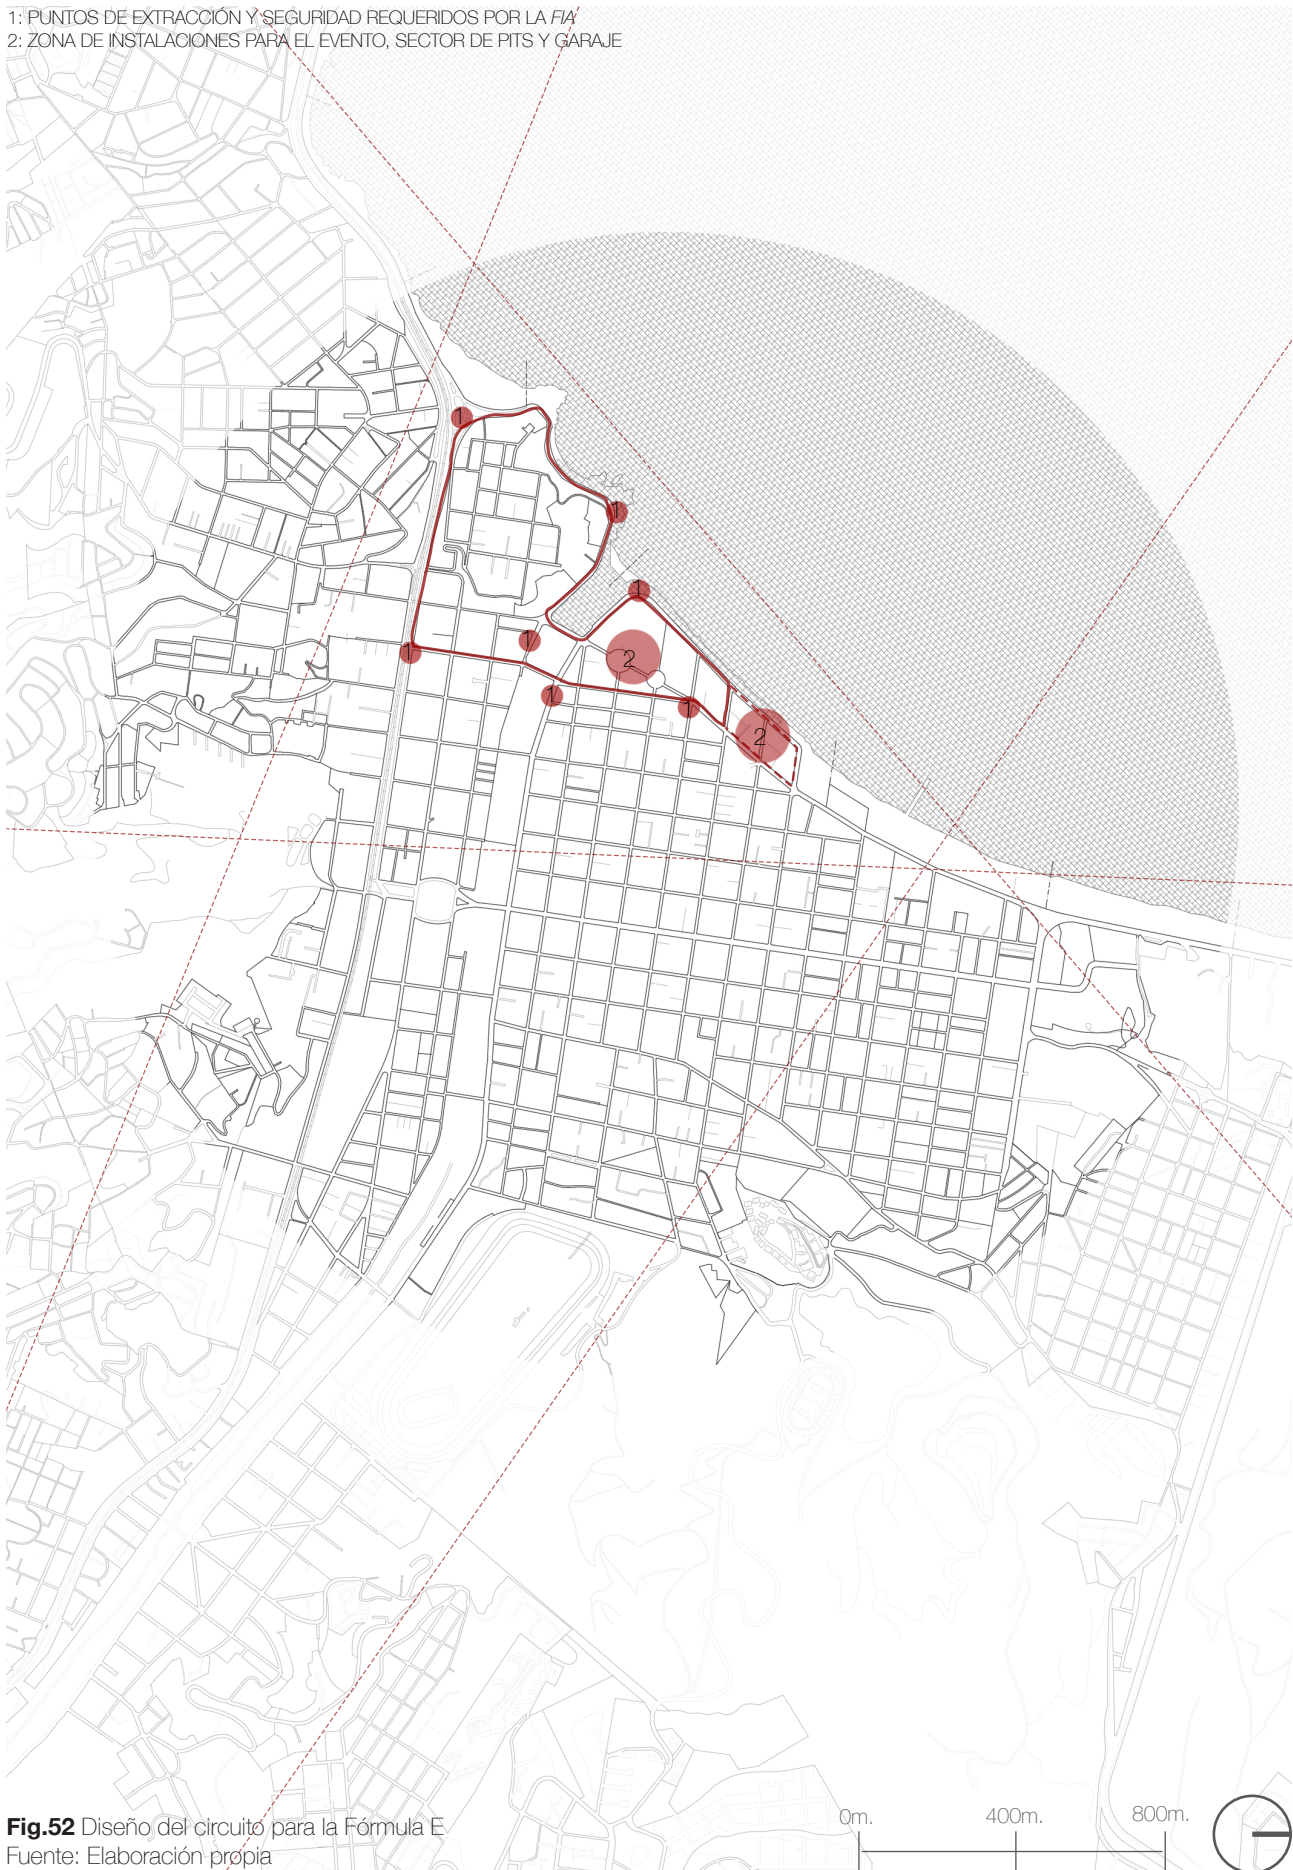 1: PUNTOS DE EXTRACCIÓN Y SEGURIDAD REQUERIDOS POR LA FIA
2: ZONA DE INSTALACIONES PARA EL EVENTO, SECTOR DE PITS Y GARAJE
1
1
1
1
1
2
1
1
2
Fig.52 Diseño del circuito para la Fórmula E
Fuente: Elaboración propia
0m. 400m. 800m.